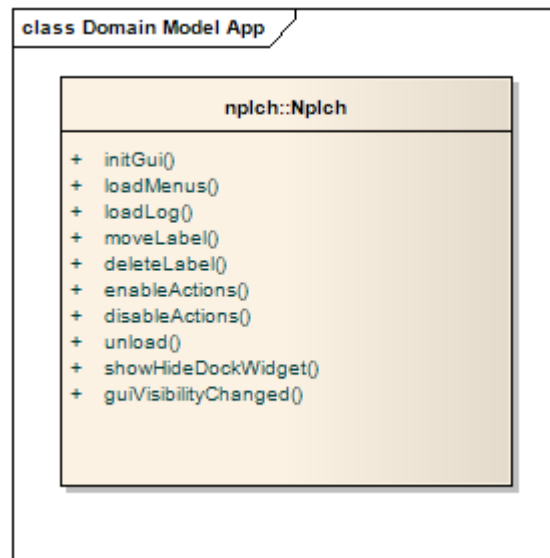 class Domain Model App
nplch::Nplch
+ initGui()
+ loadMenus()
+ loadLog()
+ moveLabel()
+ deleteLabel()
+ enableActions()
+ disableActions()
+ unload()
+ showHideDockWidget()
+ guiVisibilityChanged()